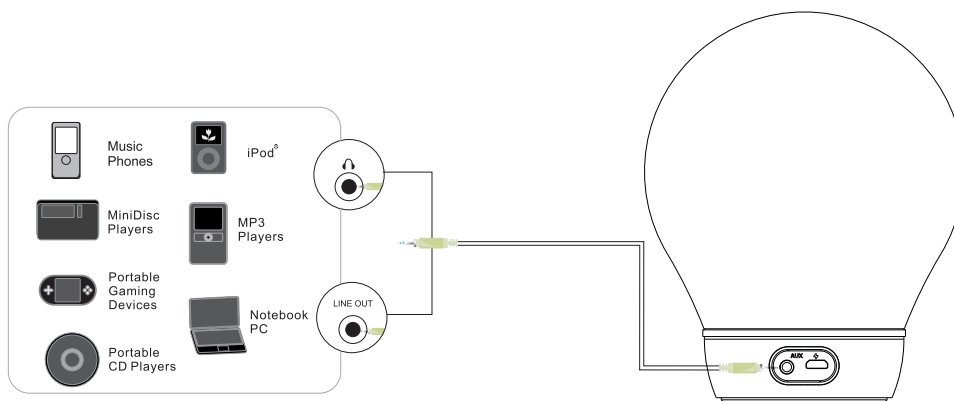 Music
Phones
iPod®
MiniDisc
Players
MP3
Players
Portable
Gaming
Devices
Notebook
PC
Portable
CD Players
LINE OUT
AUX